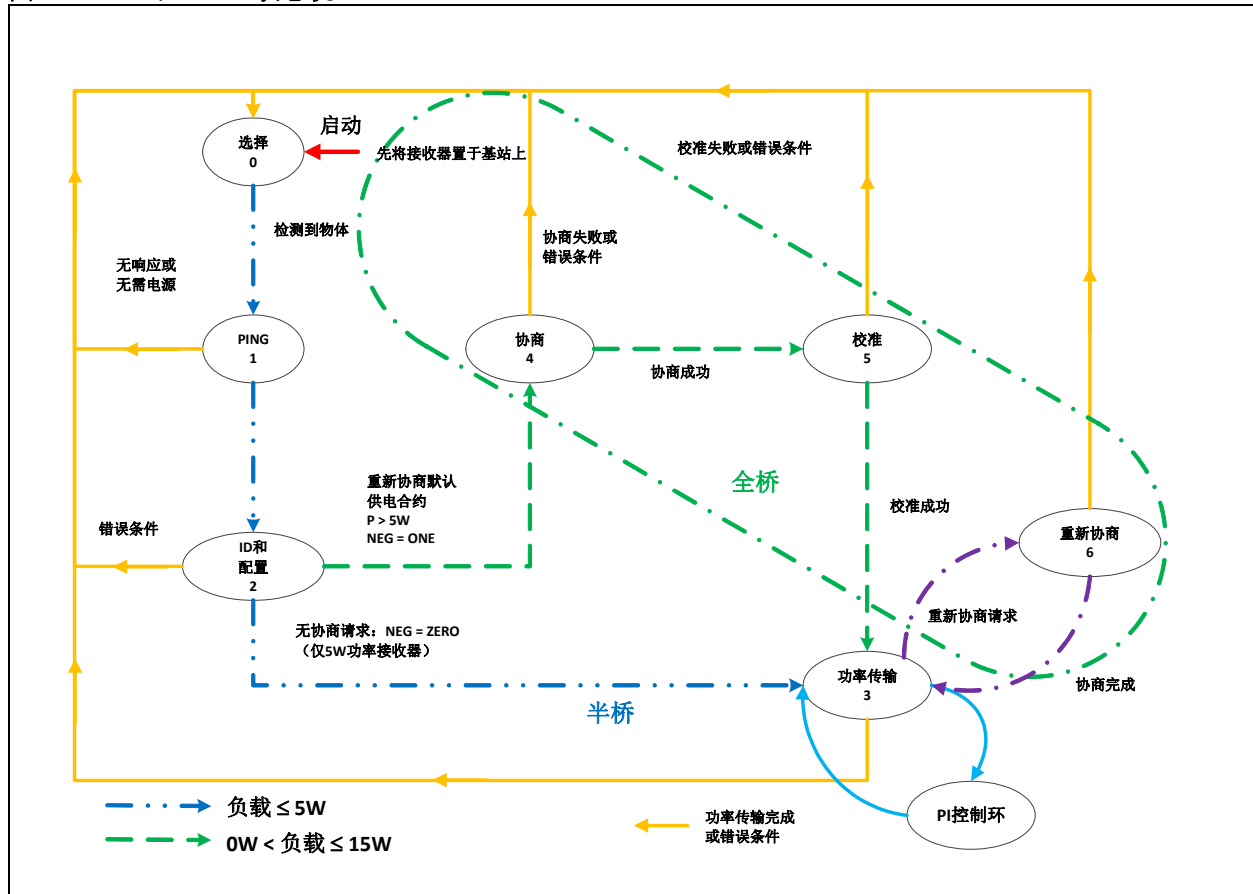 启动
选择
0
先将接收器置于基站上
校准失败或错误条件
检测到物体
协商失败或
错误条件
无响应或
无需电源
PING
1
协商
4
校准
5
协商成功
重新协商默认
供电合约
P > 5W
NEG = ONE
全桥
校准成功
错误条件
ID和
配置
2
重新协商
6
重新协商请求
无协商请求：NEG = ZERO
（仅5W功率接收器）
功率传输
3
协商完成
半桥
负载 ≤ 5W
0W < 负载 ≤ 15W
功率传输完成
或错误条件
PI控制环